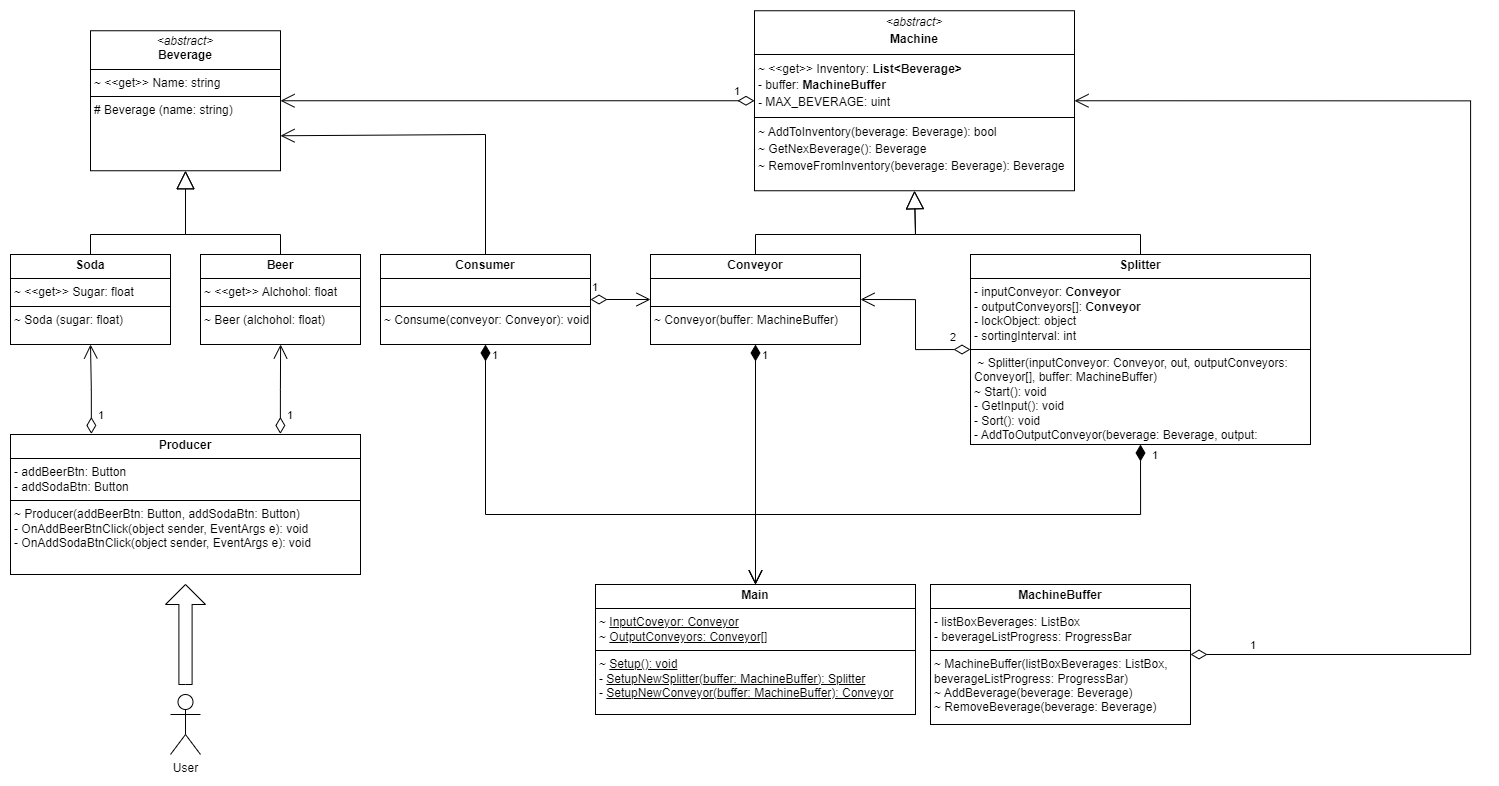 <abstract>
Beverage
~ <<get>> Name: string
# Beverage (name: string)
<abstract>
Machine
~ <<get>> Inventory: List<Beverage>
- buffer: MachineBuffer
- MAX_BEVERAGE: uint
~ AddToInventory(beverage: Beverage): bool
~ GetNexBeverage(): Beverage
~ RemoveFromInventory(beverage: Beverage): Beverage
1
Soda
~ <<get>> Sugar: float
~ Soda (sugar: float)
Beer
~ <<get>> Alchohol: float
~ Beer (alchohol: float)
Consumer
~ Consume(conveyor: Conveyor): void
1
1
Conveyor
~ Conveyor(buffer: MachineBuffer)
1
Splitter
- inputConveyor: Conveyor
- outputConveyors[]: Conveyor
- lockObject: object
- sortingInterval: int
~ Splitter(inputConveyor: Conveyor, out, outputConveyors:
Conveyor[], buffer: MachineBuffer)
~ Start(): void
- GetInput(): void
- Sort(): void
- AddToOutputConveyor(beverage: Beverage, output:
2
1
1
1
Producer
- addBeerBtn: Button
- addSodaBtn: Button
~ Producer(addBeerBtn: Button, addSodaBtn: Button)
- OnAddBeerBtnClick(object sender, EventArgs e): void
- OnAddSodaBtnClick(object sender, EventArgs e): void
User
Main
~ InputCoveyor: Conveyor
~ OutputConveyors: Conveyor[]
~ Setup(): void
- SetupNewSplitter(buffer: MachineBuffer): Splitter
- SetupNewConveyor(buffer: MachineBuffer): Conveyor
MachineBuffer
- listBoxBeverages: ListBox
- beverageListProgress: ProgressBar
~ MachineBuffer(listBoxBeverages: ListBox,
beverageListProgress: ProgressBar)
~ AddBeverage(beverage: Beverage)
~ RemoveBeverage(beverage: Beverage)
1